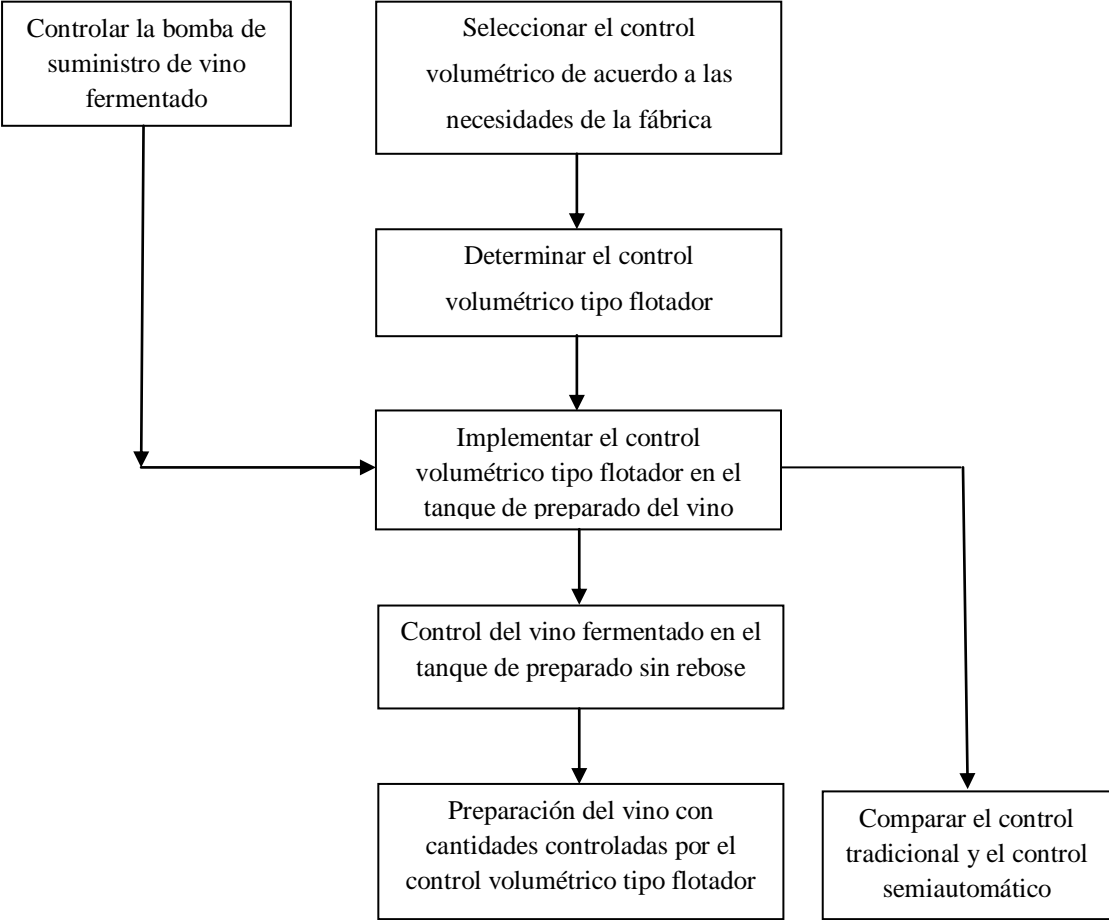 Controlar la bomba de
suministro de vino
fermentado
Seleccionar el control
volumétrico de acuerdo a las
necesidades de la fábrica
Determinar el control
volumétrico tipo flotador
Implementar el control
volumétrico tipo flotador en el
tanque de preparado del vino
Control del vino fermentado en el
tanque de preparado sin rebose
Preparación del vino con
cantidades controladas por el
control volumétrico tipo flotador
Comparar el control
tradicional y el control
semiautomático